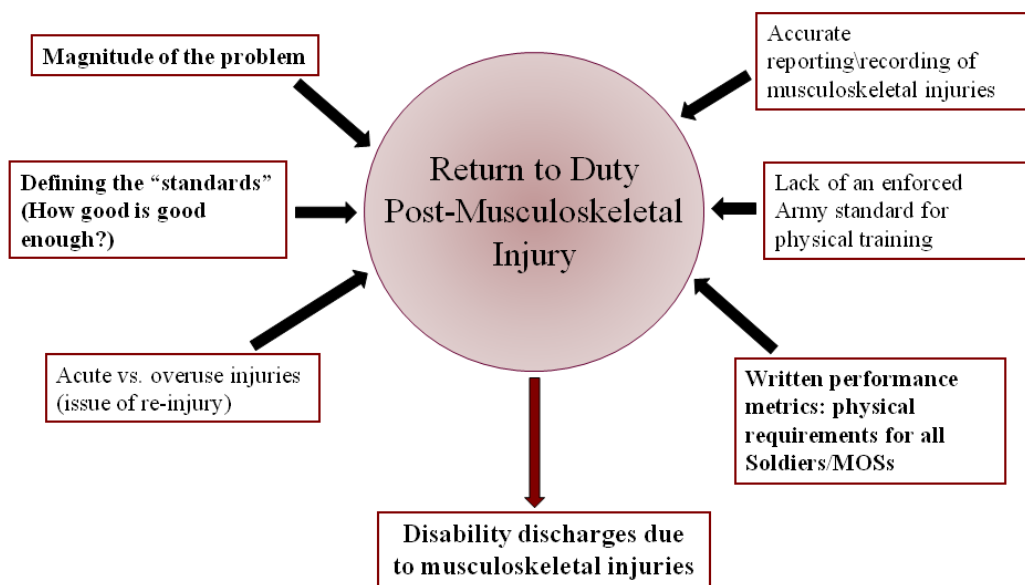 Magnitude of the problem
Defining the “standards”
(How good is good
enough?)
Acute vs. overuse injuries
(issue of re-injury)
Return to Duty
Post-Musculoskeletal
Injury
Accurate
reporting\recording of
musculoskeletal injuries
Lack of an enforced
Army standard for
physical training
Written performance
metrics: physical
requirements for all
Soldiers/MOSs
Disability discharges due
to musculoskeletal injuries